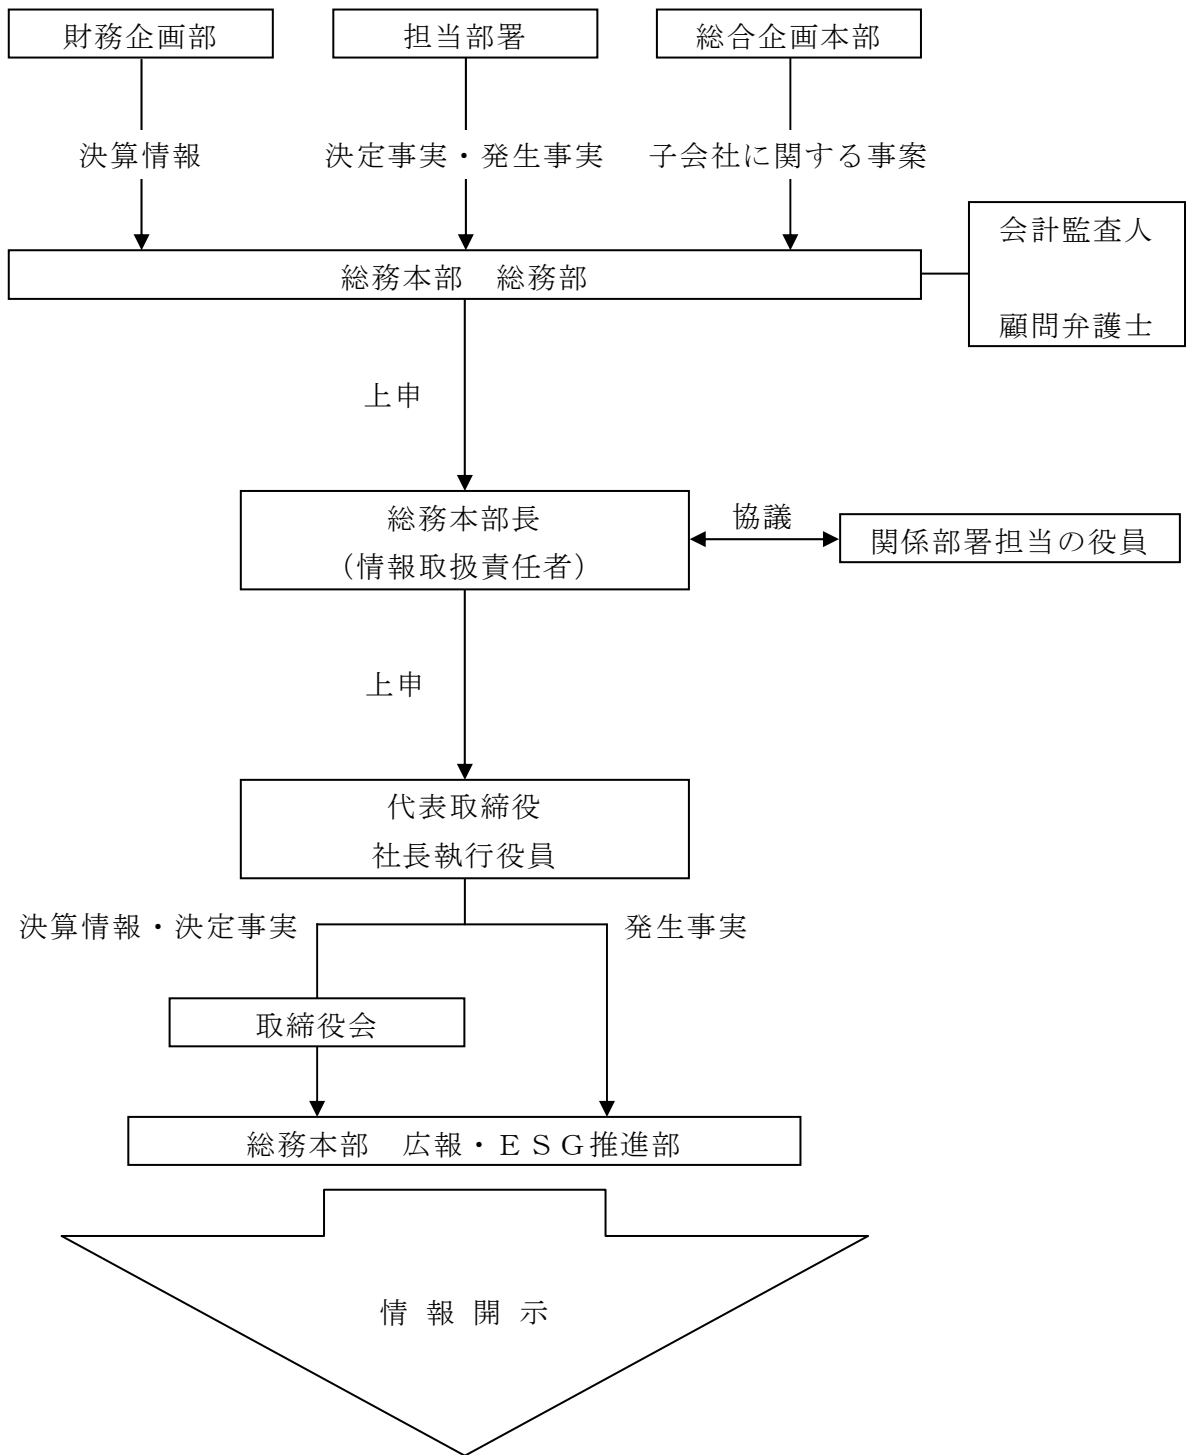 財務企画部
担当部署
総合企画本部
決算情報
決定事実・発生事実
子会社に関する事案
会計監査人
顧問弁護士
総務本部　総務部
上申
総務本部長
（情報取扱責任者）
協議
関係部署担当の役員
上申
代表取締役
社長執行役員
決算情報・決定事実
発生事実
取締役会
総務本部　広報・ＥＳＧ推進部
情 報 開 示